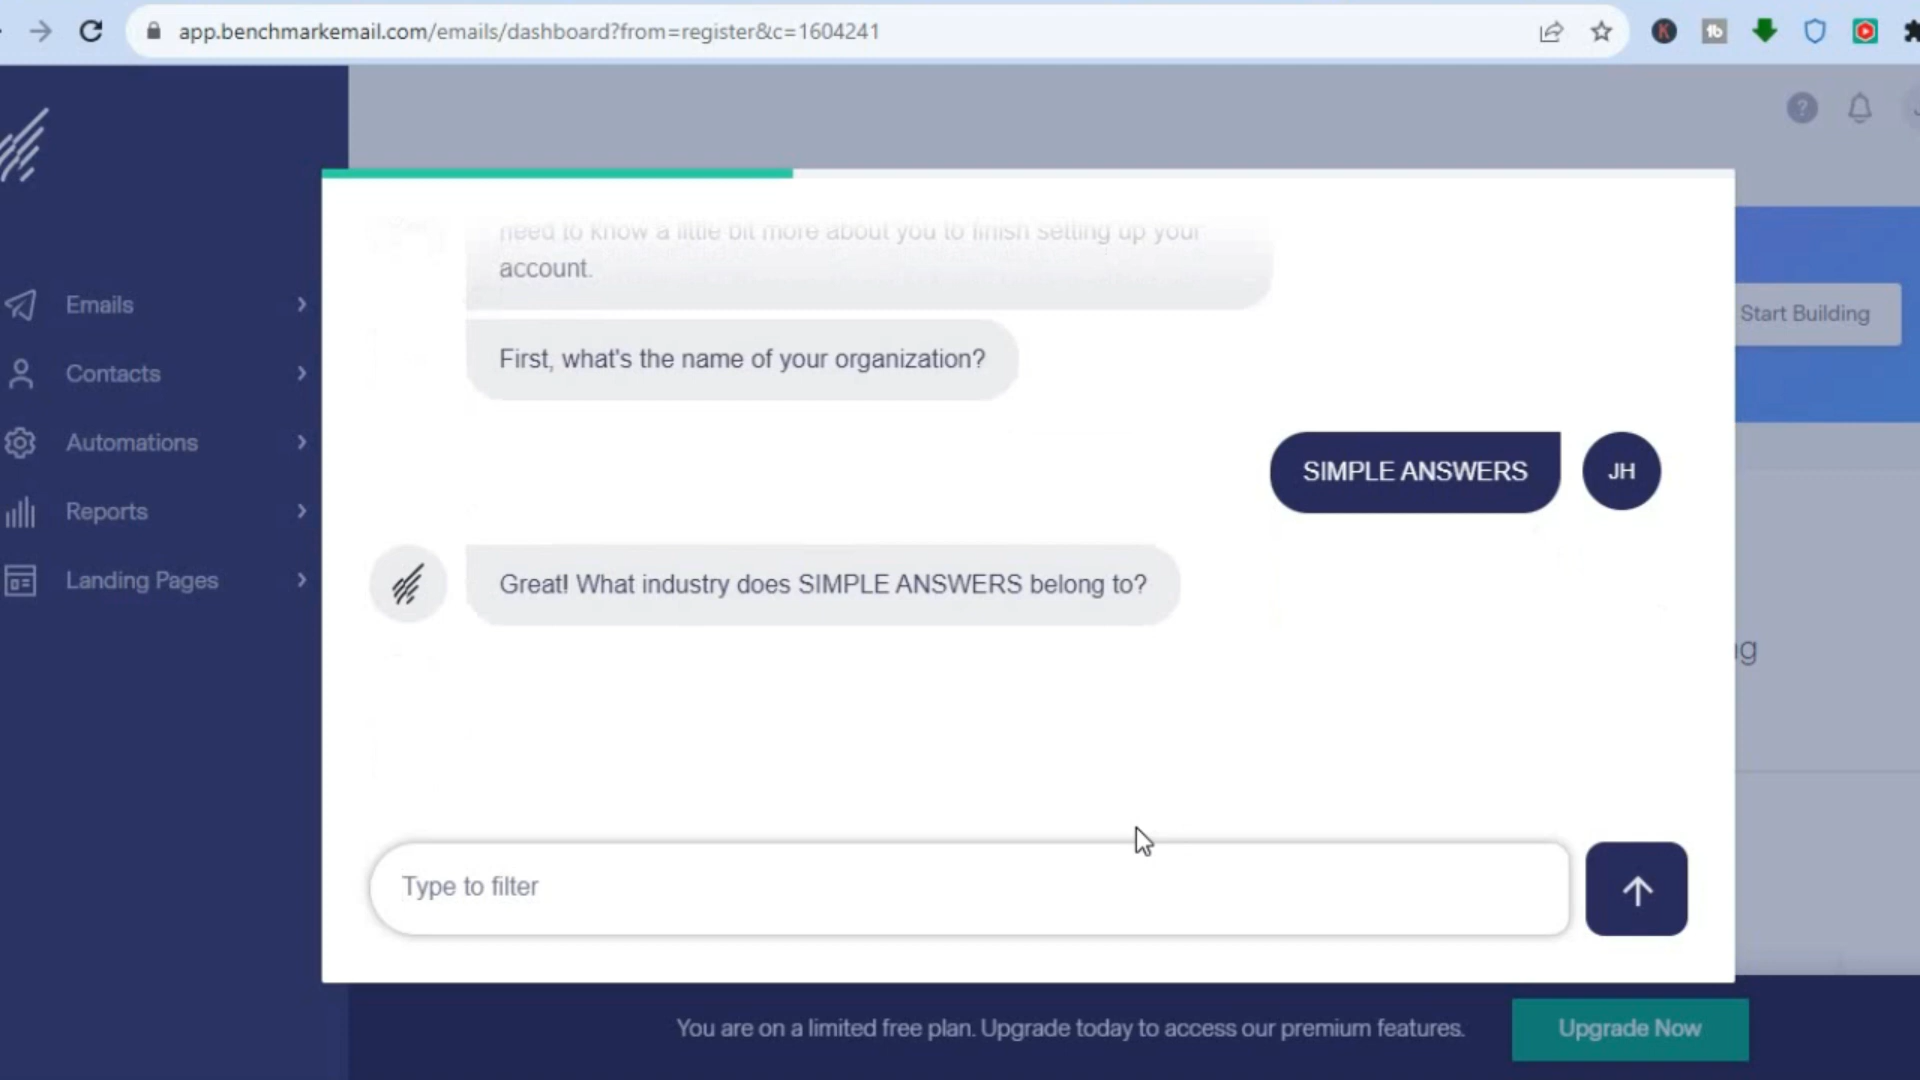 app.benchmarkemail.com/emails/dashboard?from=register&c=1604241
need to know a little bit more about you to finish setting up your
account.
Emails
Start Building
First, what's the name of your organization?
Contacts
Automations
SIMPLE ANSWERS
JH
Reports
Landing Pages
Great! What industry does SIMPLE ANSWERS belong to?
Type to filter
You are on a limited free plan. Upgrade today to access our premium features.
Upgrade Now